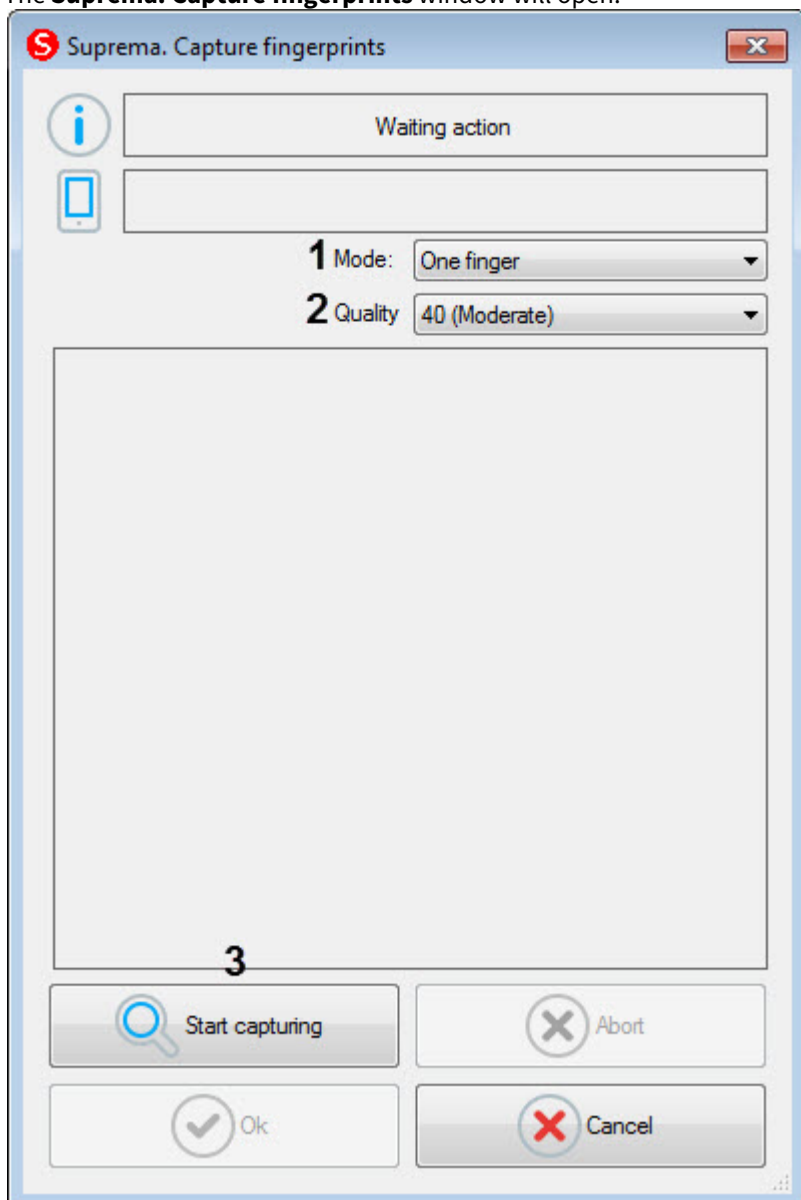 The Suprema. Capture fingerprints window will open.
S Suprema. Capture fingerprints
i
Waiting action
1 Mode: One finger
2 Quality 40 (Moderate)
3
Start capturing Abort
Ok Cancel